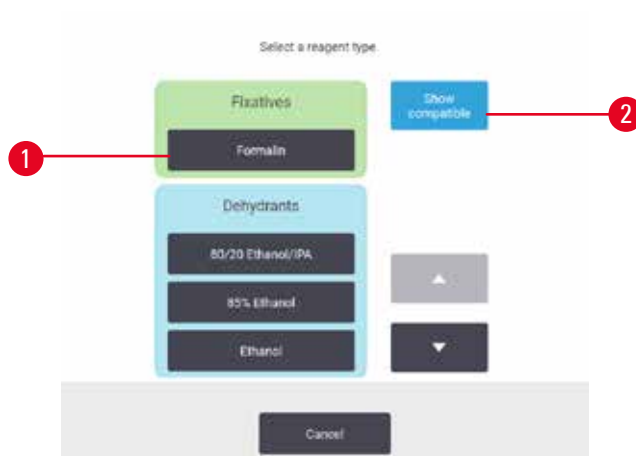 Select a reagent type
Fixatives
Show
compatible
2
1
Formalin
Dehydrants
80/20 Ethanol/IPA
85% Ethanol
Ethanol
Cancel